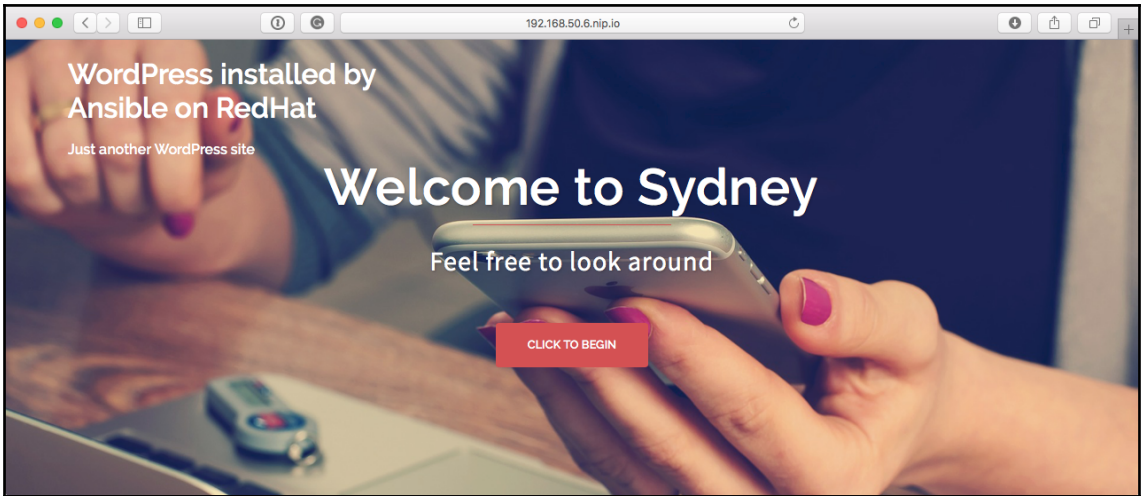 192.168.50.6.nip.io
WordPress installed by
Ansible on RedHat
Just another WordPress site
Welcome to Sydney
Feel free to look around
CLICK TO BEGIN